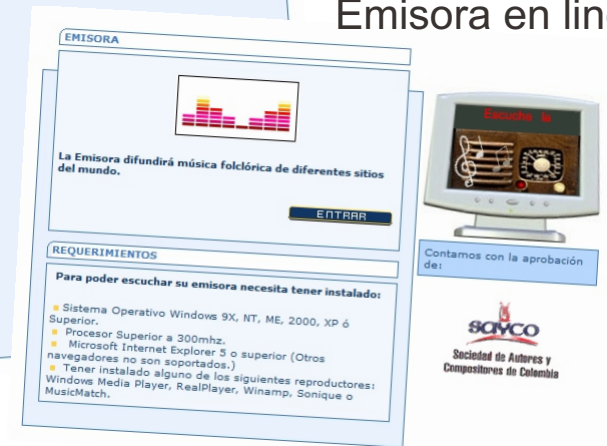 Emisora en lin
EMISORA
La Emisora difundirá música folclórica de diferentes sitios
del mundo.
ENTRAR
REQUERIMIENTOS
Para poder escuchar su emisora necesita tener instalado:
Sistema Operativo Windows 9X, NT, ME, 2000, XP ó
Superior.
Procesor Superior a 300mhz.
Microsoft Internet Explorer 5 o superior (Otros
navegadores no son soportados.)
Tener instalado alguno de los siguientes reproductores:
Windows Media Player, RealPlayer, Winamp, Sonique o
MusicMatch.
Escucha la
Contamos con la aprobación
de:
SAYCO
Sociedad de Autores y
Compositores de Colombia